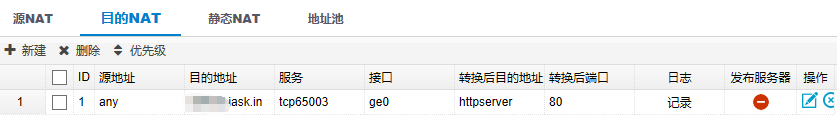 源NAT 目的NAT 静态NAT 地址池
新建 删除 优先级
ID 源地址 目的地址 服务 接口 转换后目的地址 转换后端口 日志 发布服务器 操作
1 1 any iask.in tcp65003 ge0 httpserver 80 记录